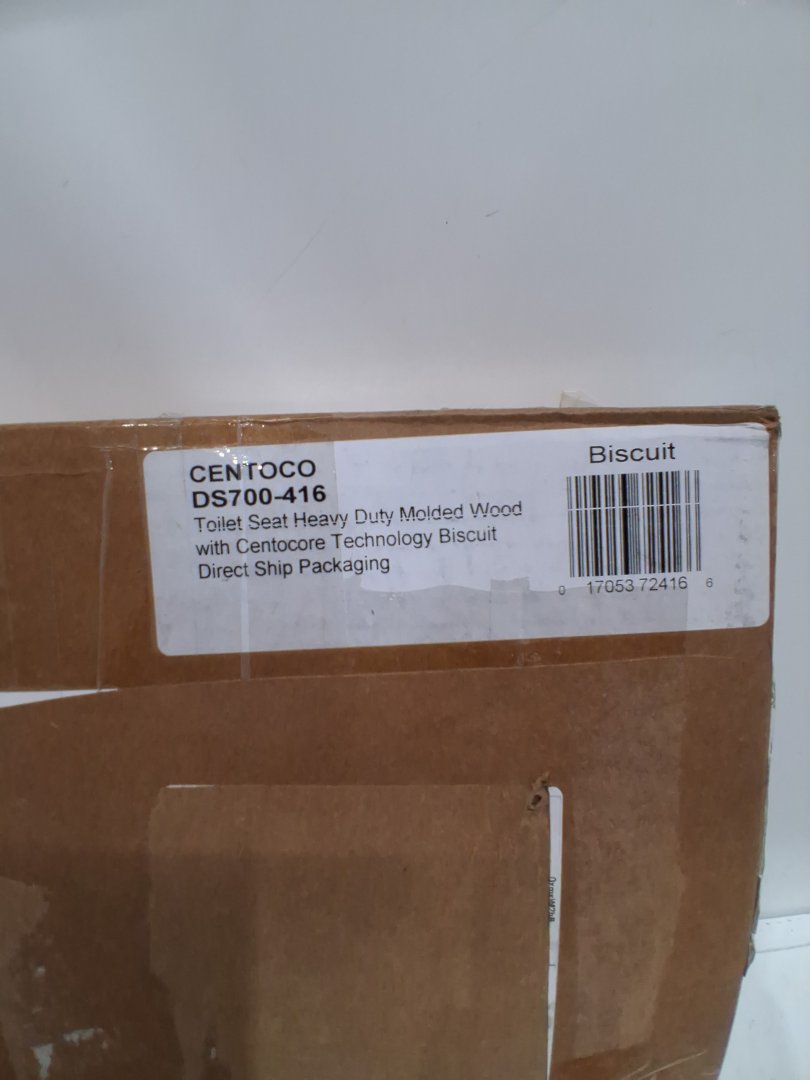 CENTOCO
DS700-416
Toilet Seat Heavy Duty Molded Wood
with Centocore Technology Biscuit
Direct Ship Packaging
Biscuit
0 17053 72416 6